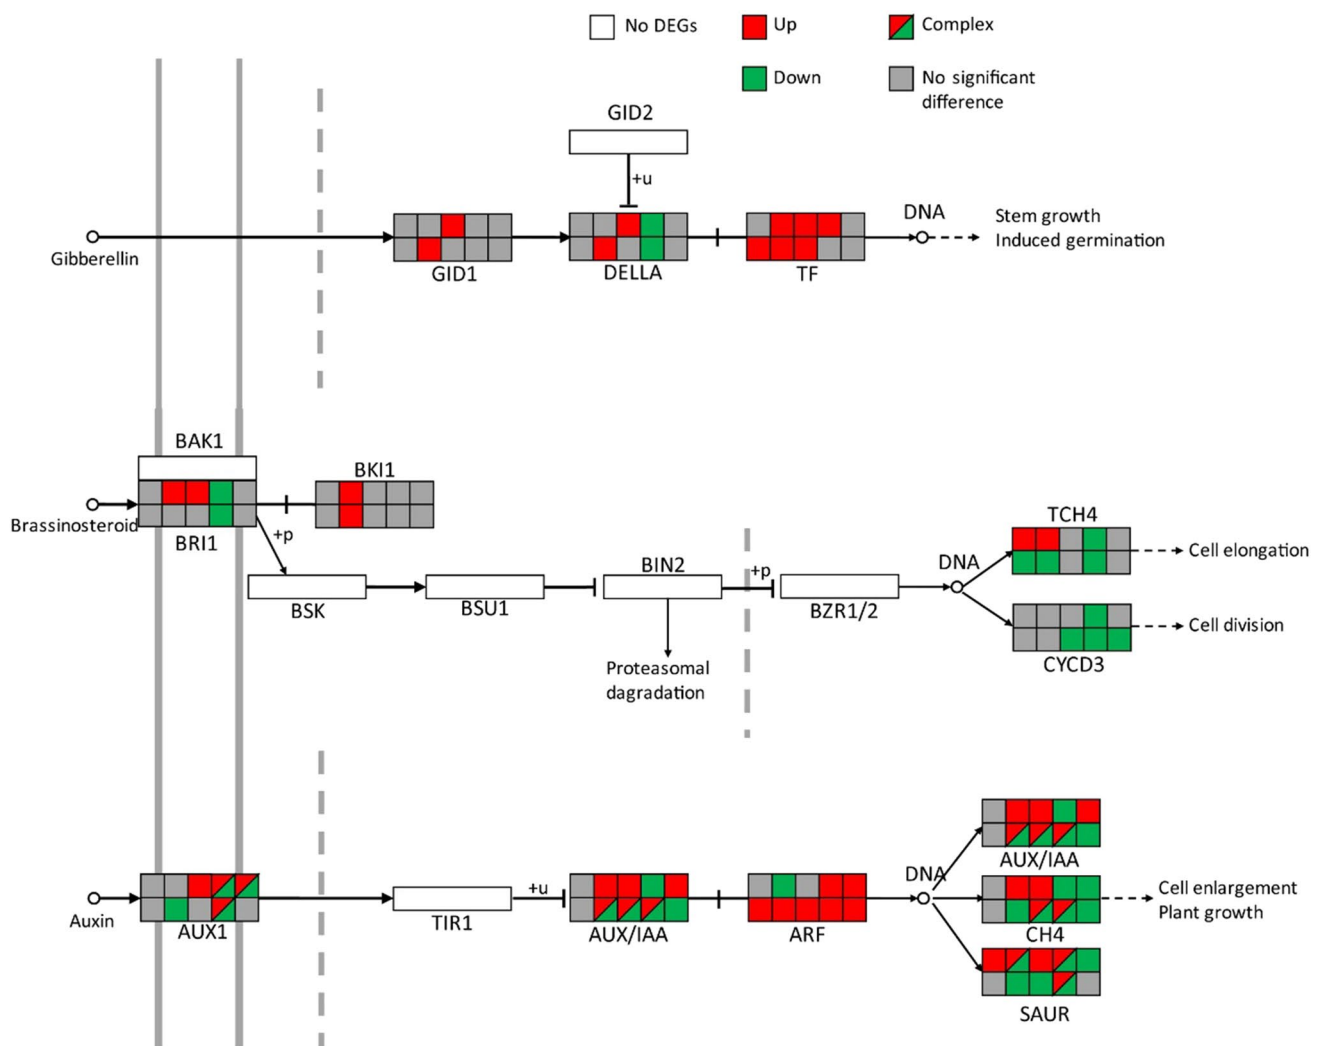 No DEGs
Up
Complex
Down
No significant
difference
GID2
+u
DNA
Stem growth
Induced germination
Gibberellin
GID1
DELLA
TF
BAK1
BKI1
Brassinosteroid
BRI1
+p
TCH4
Cell elongation
DNA
BIN2
+p
BSK
BSU1
BZR1/2
Cell division
CYCD3
Proteasomal
dagradation
AUX/IAA
DNA
+u
Cell enlargement
Plant growth
Auxin
AUX1
TIR1
AUX/IAA
ARF
CH4
SAUR